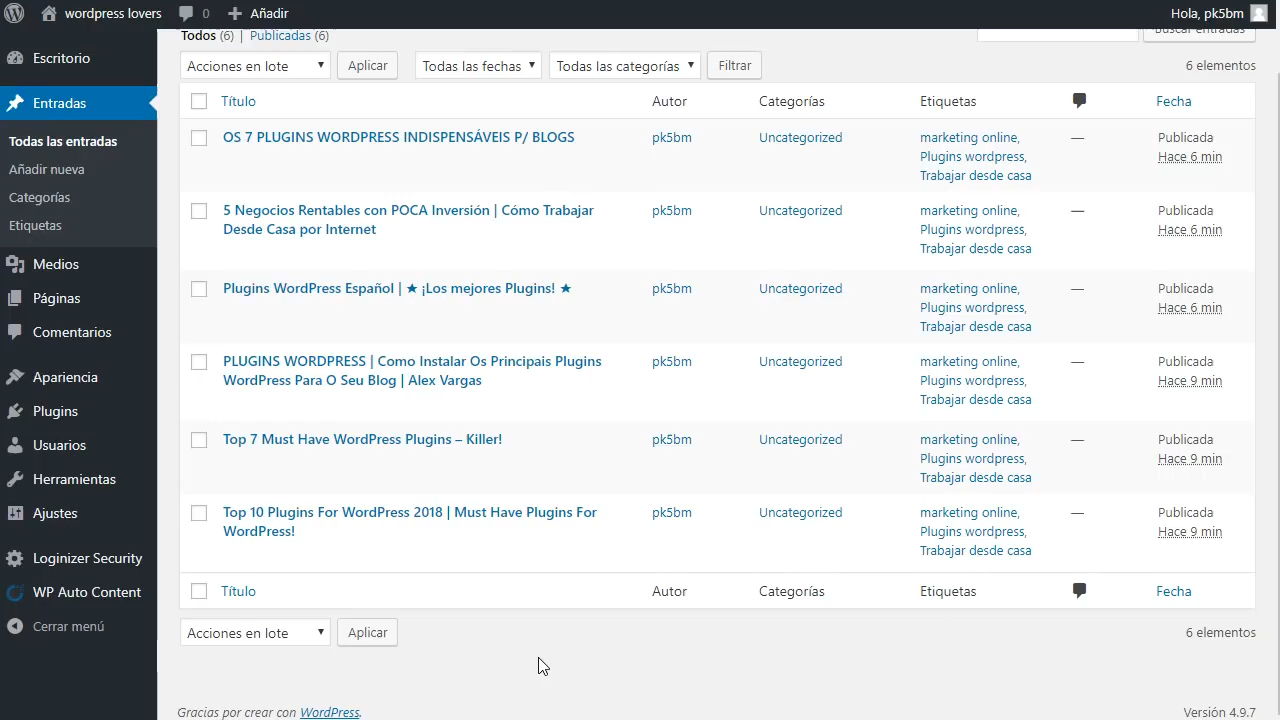 wordpress lovers 0 Añadir Hola, pk5bm
Todos (6) | Publicadas (6) Buscar entradas
Acciones en lote Aplicar Todas las fechas Todas las categorías Filtrar 6 elementos
Título Autor Categorías Etiquetas Fecha
OS 7 PLUGINS WORDPRESS INDISPENSÁVEIS P/ BLOGS pk5bm Uncategorized marketing online, — Publicada
Plugins wordpress, Hace 6 min
Trabajar desde casa
5 Negocios Rentables con POCA Inversión | Cómo Trabajar pk5bm Uncategorized marketing online, — Publicada
Desde Casa por Internet Plugins wordpress, Hace 6 min
Trabajar desde casa
Plugins WordPress Español | ★ ¡Los mejores Plugins! ★ pk5bm Uncategorized marketing online, — Publicada
Plugins wordpress, Hace 6 min
Trabajar desde casa
PLUGINS WORDPRESS | Como Instalar Os Principais Plugins pk5bm Uncategorized marketing online, — Publicada
WordPress Para O Seu Blog | Alex Vargas Plugins wordpress, Hace 9 min
Trabajar desde casa
Top 7 Must Have WordPress Plugins – Killer! pk5bm Uncategorized marketing online, — Publicada
Plugins wordpress, Hace 9 min
Trabajar desde casa
Top 10 Plugins For WordPress 2018 | Must Have Plugins For pk5bm Uncategorized marketing online, — Publicada
WordPress! Plugins wordpress, Hace 9 min
Trabajar desde casa
Título Autor Categorías Etiquetas Fecha
Acciones en lote Aplicar 6 elementos
Gracias por crear con WordPress. Versión 4.9.7
Escritorio
Entradas
Todas las entradas
Añadir nueva
Categorías
Etiquetas
Medios
Páginas
Comentarios
Apariencia
Plugins
Usuarios
Herramientas
Ajustes
Loginizer Security
WP Auto Content
Cerrar menú